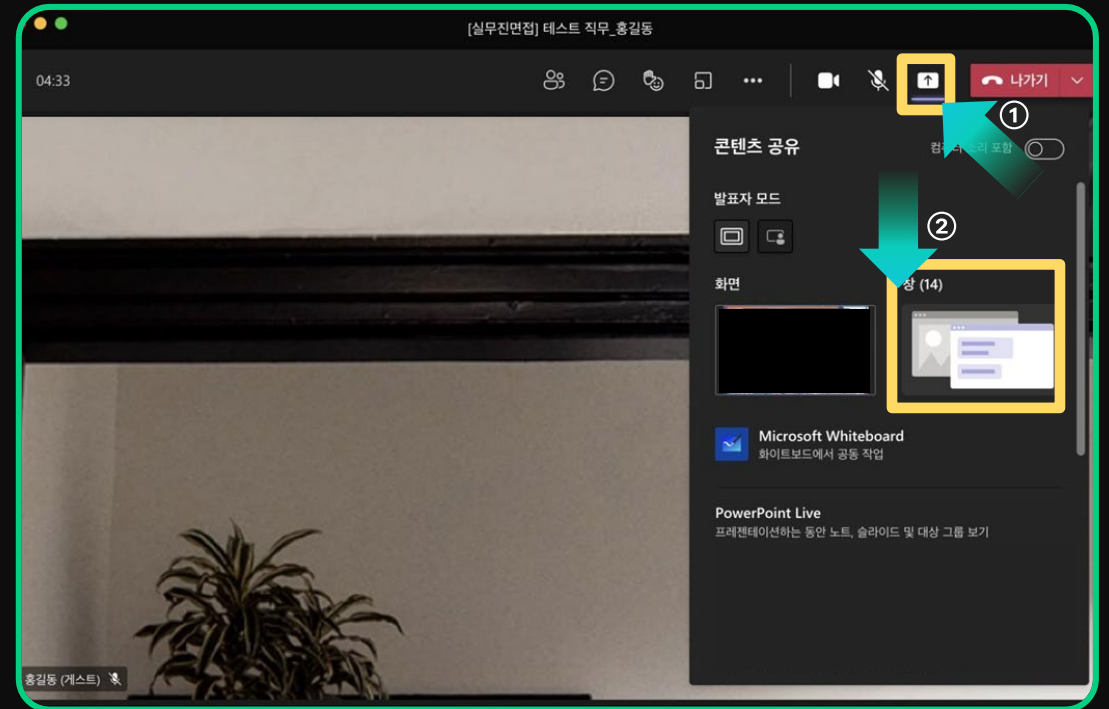 [실무진면접] 테스트 직무_홍길동
04:33
나가기
①
콘텐츠 공유
소리 포함
발표자 모드
②
화면
창 (14)
Microsoft Whiteboard
화이트보드에서 공동 작업
PowerPoint Live
프레젠테이션하는 동안 노트, 슬라이드 및 대상 그룹 보기
홍길동 (게스트)